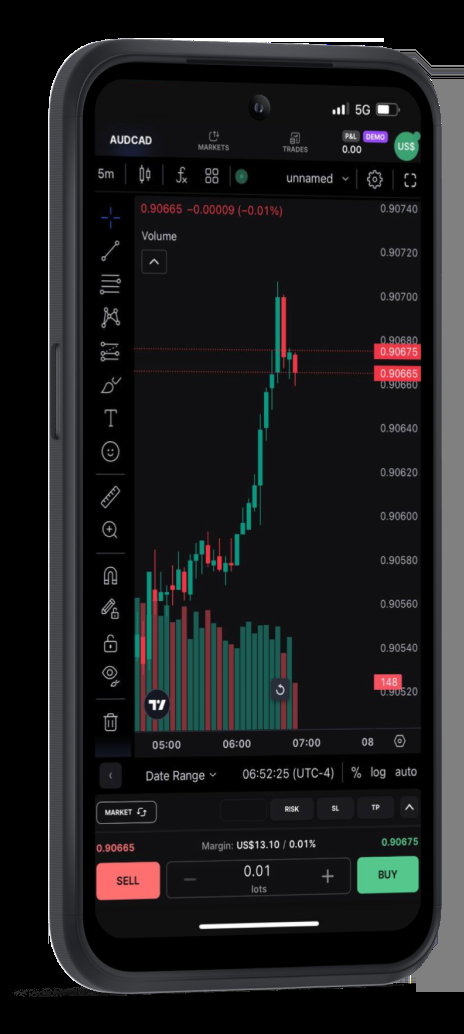 5G
AUDCAD
MARKETS
TRADES
P&L DEMO
0.00
US$
5m
unnamed
0.90665 −0.00009 (−0.01%)
Volume
0.90740
0.90720
0.90700
0.90680
0.90675
0.90665
0.90660
0.90640
0.90620
0.90600
0.90580
0.90560
0.90540
148
0.90520
05:00 06:00 07:00 08
Date Range 06:52:25 (UTC-4) % log auto
MARKET RISK SL TP
0.90665 Margin: US$13.10 / 0.01% 0.90675
SELL 0.01 BUY
lots